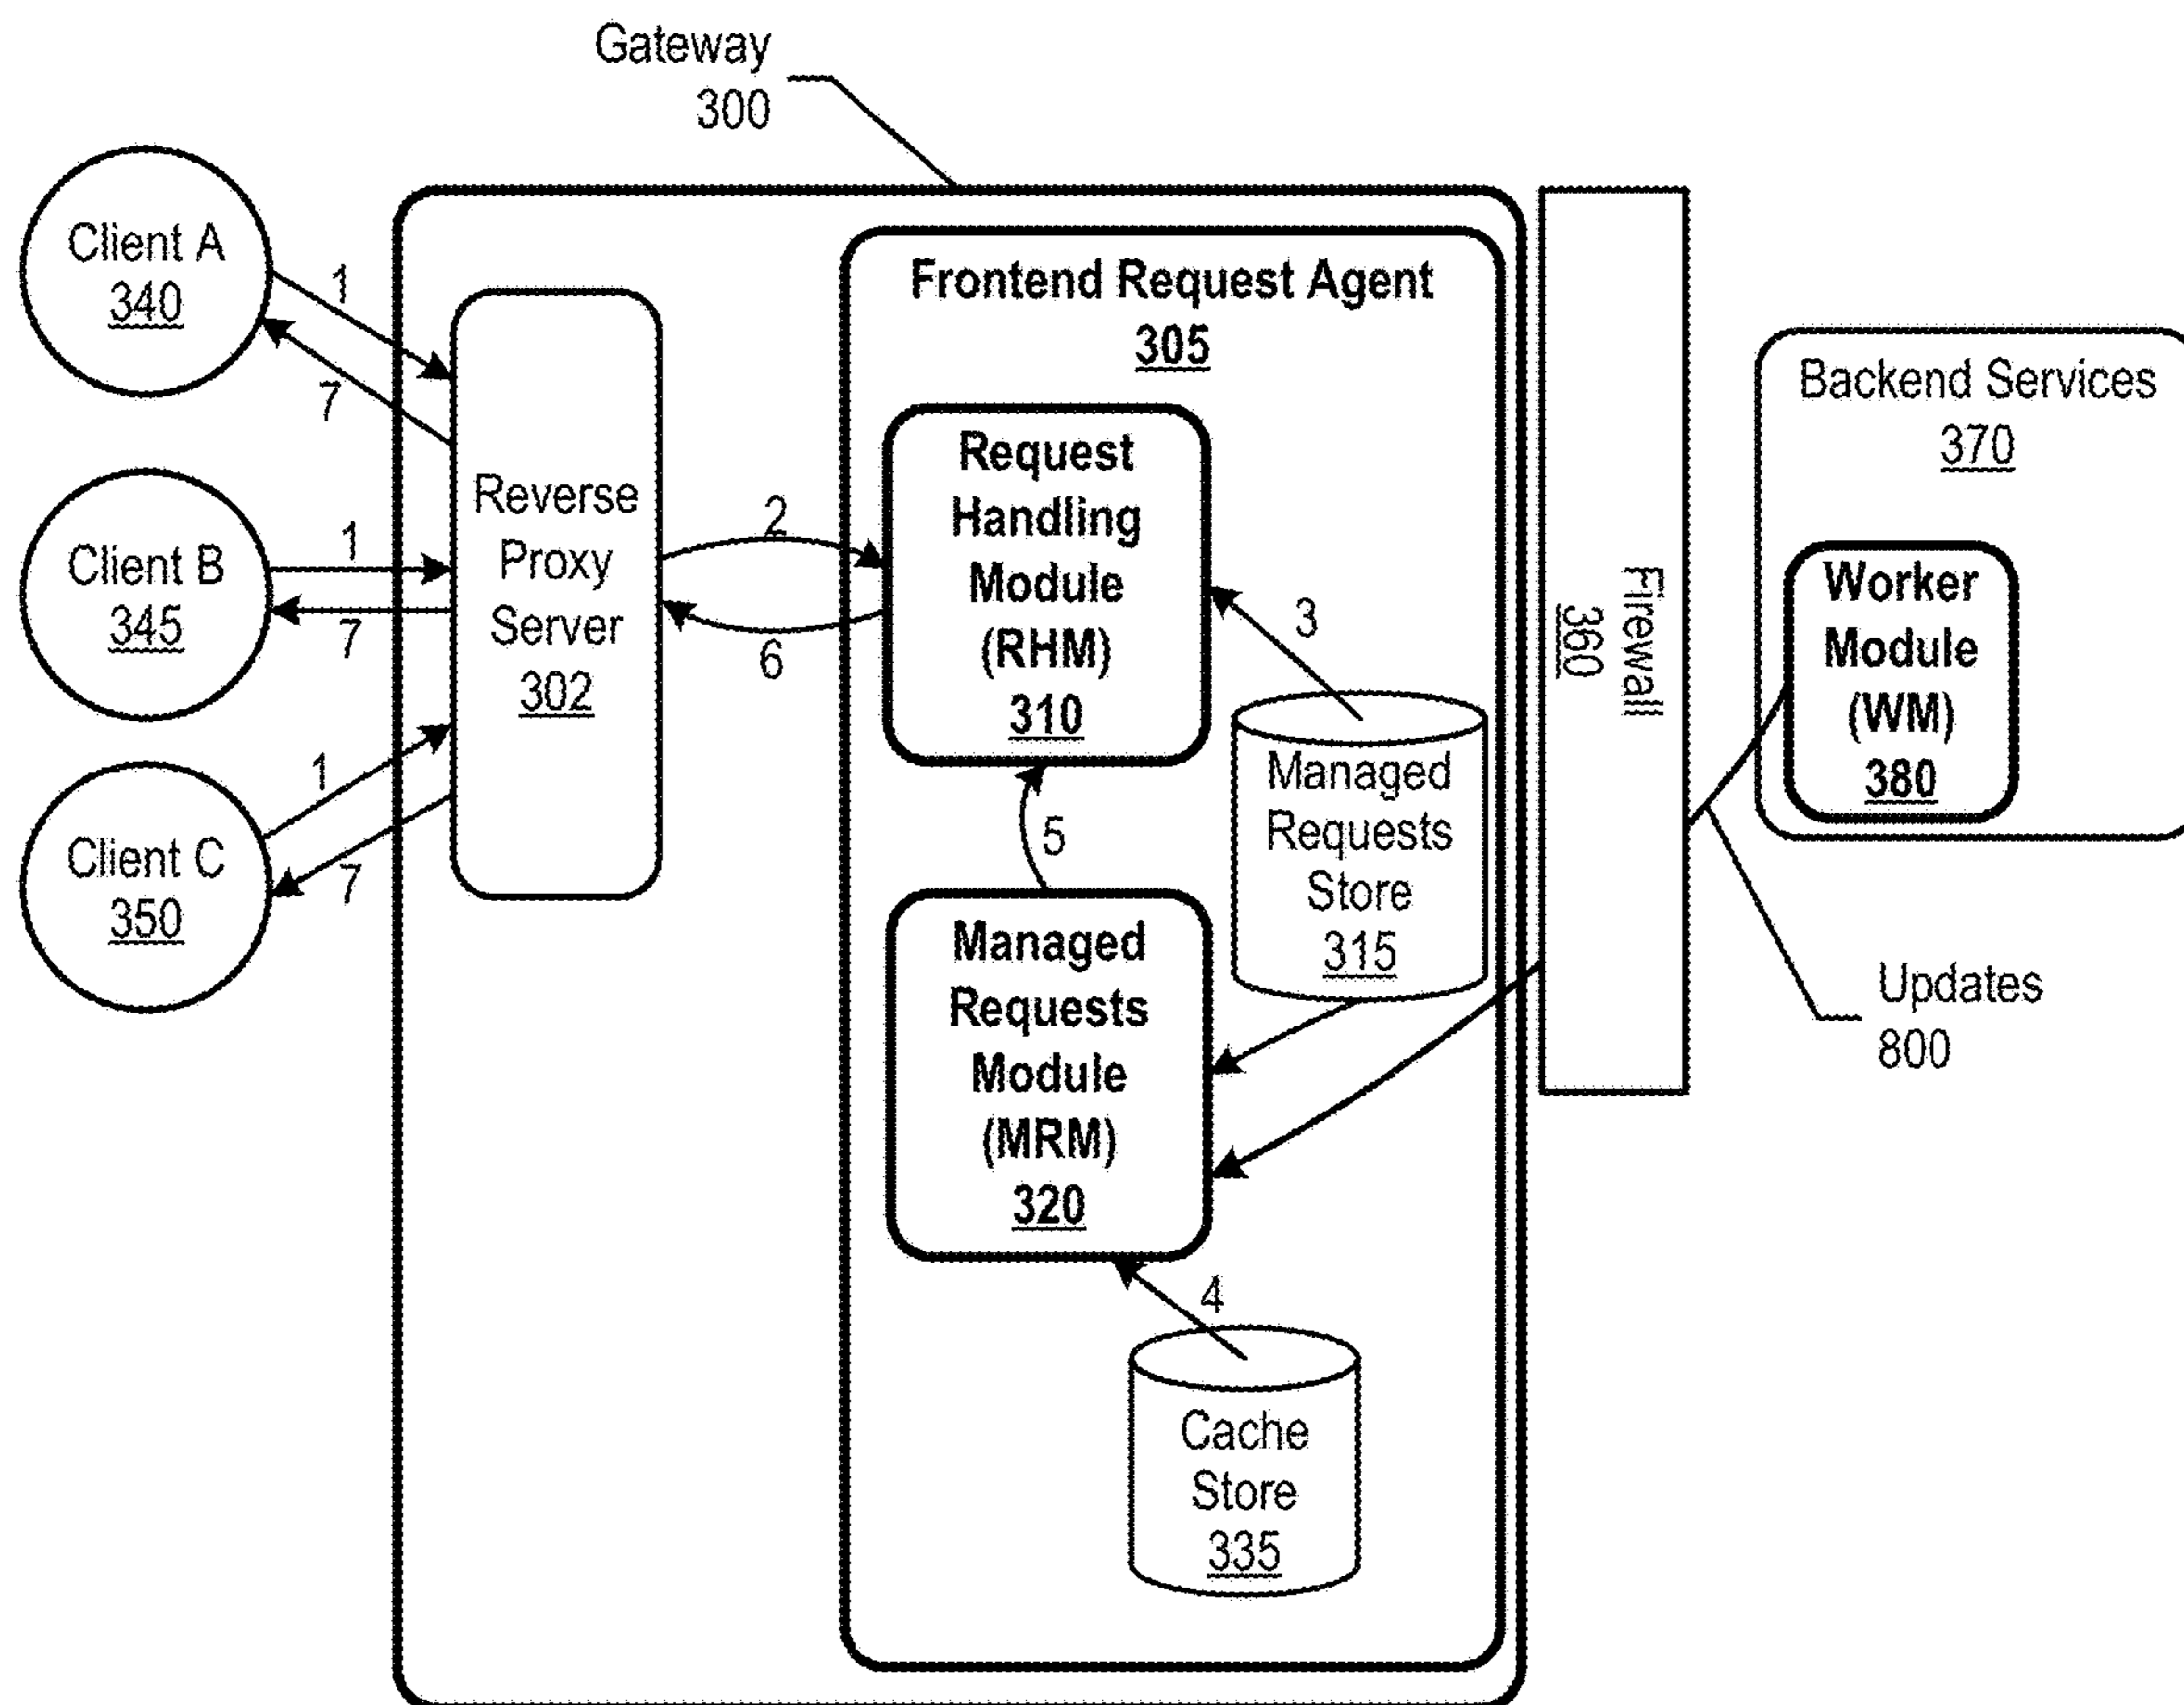 Gateway
300
Client A
340
1
7
Client B
345
1
7
Client C
350
1
7
Reverse
Proxy
Server
302
2
6
Frontend Request Agent
305
Request
Handling
Module
(RHM)
310
3
Managed
Requests
Store
315
5
Managed
Requests
Module
(MRM)
320
4
Cache
Store
335
Firewall
360
Backend Services
370
Worker
Module
(WM)
380
Updates
800